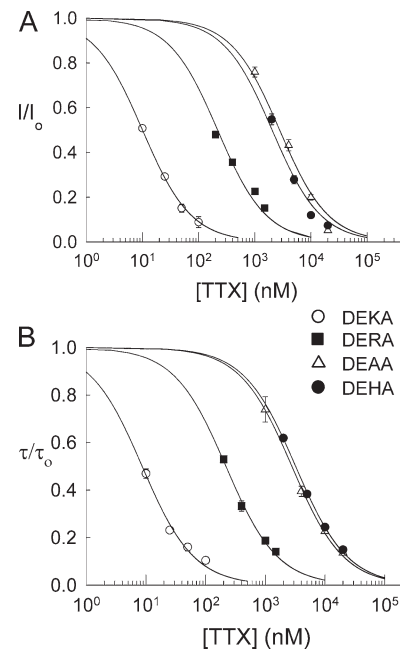 A
1.0
0.8
0.6
0.4
0.2
0.0
I/I₀
10⁰ 10¹ 10² 10³ 10⁴ 10⁵
[TTX] (nM)
B
○ DEKA
■ DERA
△ DEAA
● DEHA
1.0
0.8
0.6
0.4
0.2
0.0
τ/τ₀
10⁰ 10¹ 10² 10³ 10⁴ 10⁵
[TTX] (nM)